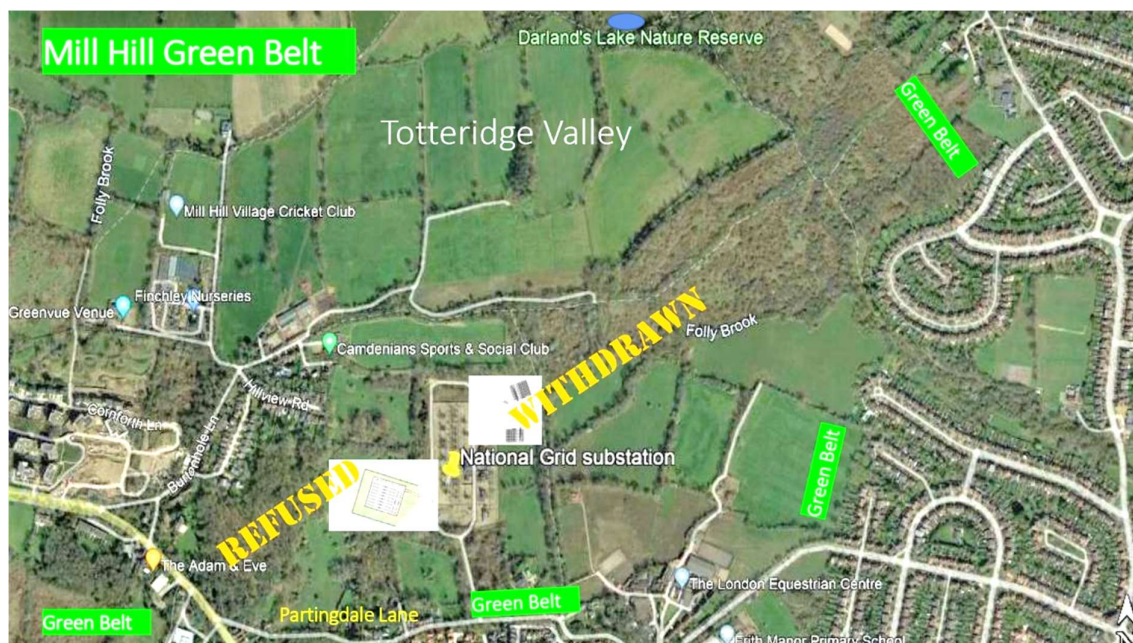 Darland's Lake Nature Reserve
Mill Hill Green Belt
Green Belt
Totteridge Valley
Folly Brook
Mill Hill Village Cricket Club
Finchley Nurseries
Greenvue Venue
WITHDRAWN
Folly Brook
Camdenians Sports & Social Club
Hillview Rd
Cornforth Ln
Burtonhole Ln
National Grid substation
Green Belt
REFUSED
The Adam & Eve
The London Equestrian Centre
Green Belt
Partingdale Lane
Green Belt
Frith Manor Primary School